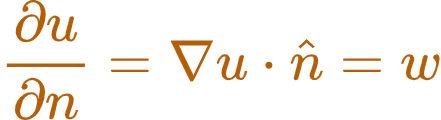 ∂u/∂n = ∇u · n̂ = w